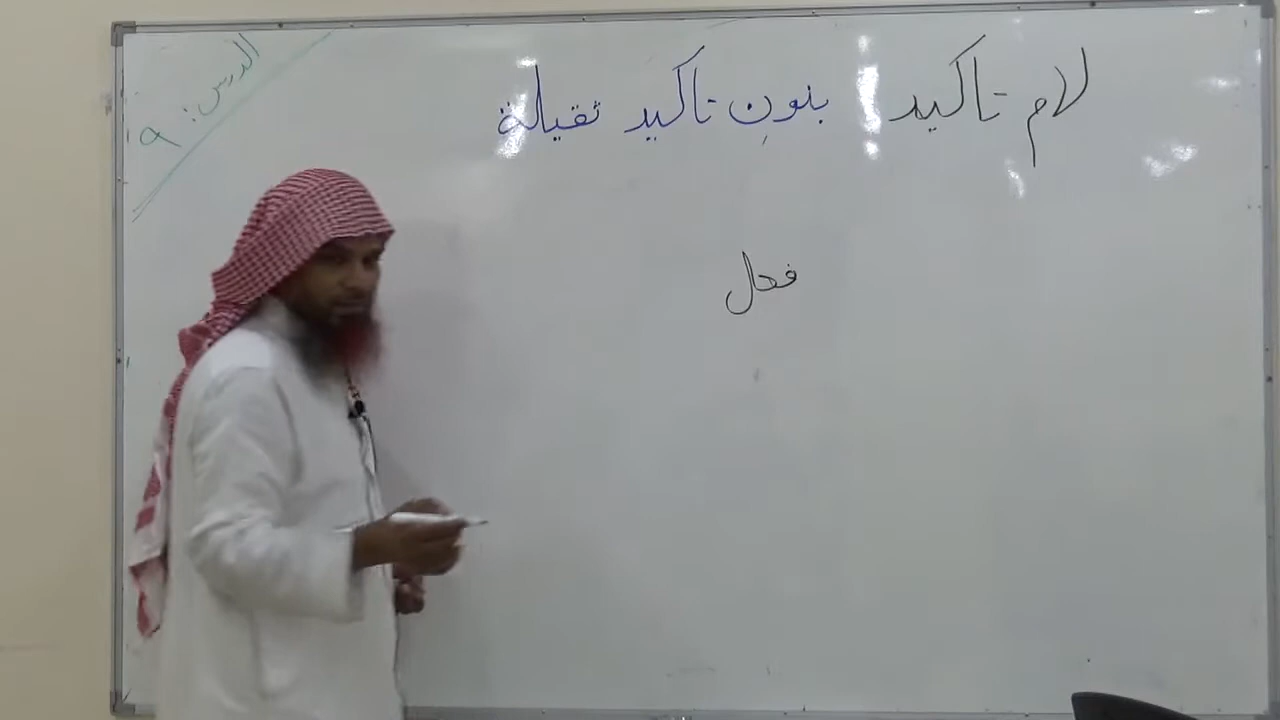 الدرس: ٩
لام تاكيد بنونِ تاكيد ثقيلة
فعل